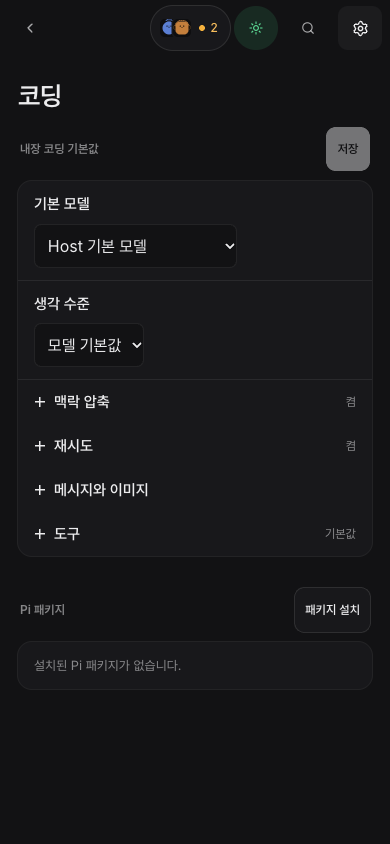 2
코딩
내장 코딩 기본값
저장
기본 모델
Host 기본 모델
생각 수준
모델 기본값
맥락 압축 켬
재시도 켬
메시지와 이미지
도구 기본값
Pi 패키지
패키지 설치
설치된 Pi 패키지가 없습니다.